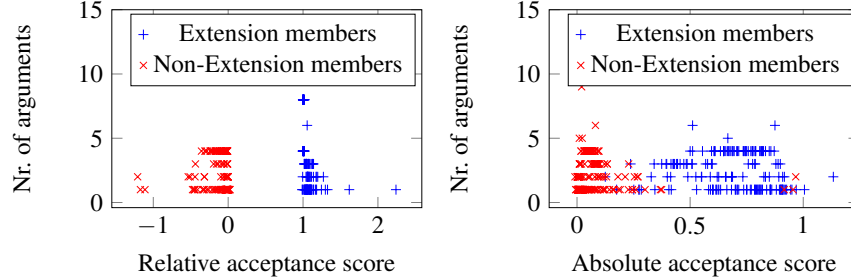 15
10
5
0
Nr. of arguments
Extension members
Non-Extension members
−1
0
1
2
Relative acceptance score
15
10
5
0
Nr. of arguments
Extension members
Non-Extension members
0
0.5
1
Absolute acceptance score